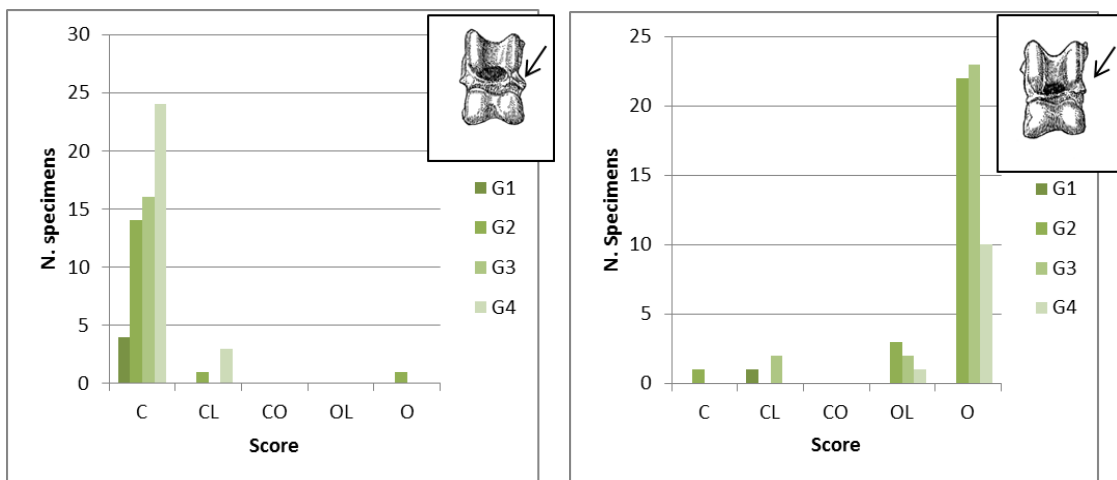 30
25
20
15
10
5
0
N. specimens
C CL CO OL O
Score
G1
G2
G3
G4
25
20
15
10
5
0
N. Specimens
C CL CO OL O
Score
G1
G2
G3
G4